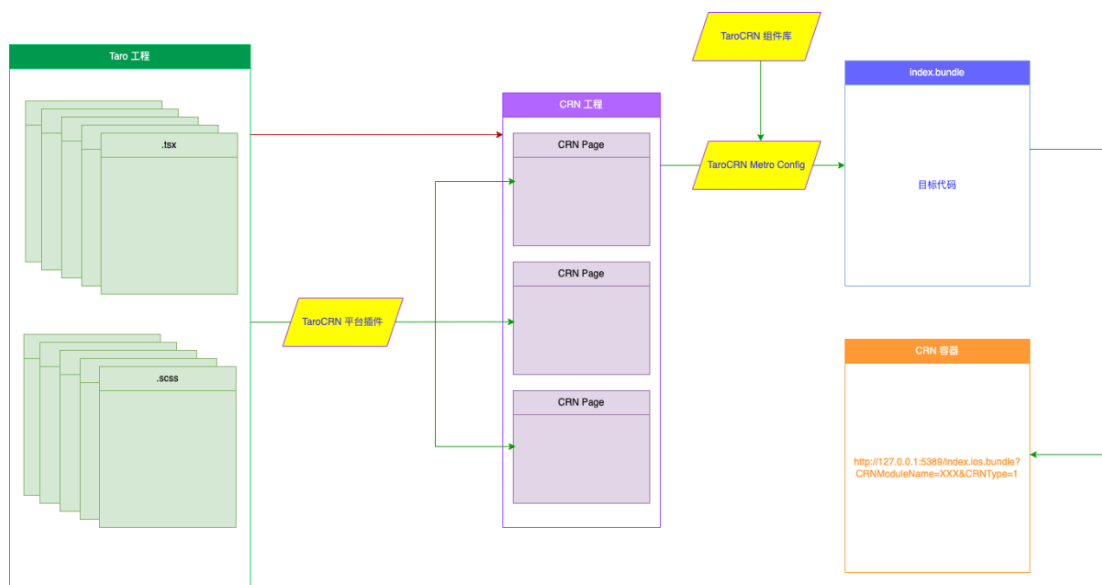 Taro 工程
.tsx
.scss
TaroCRN 平台插件
CRN 工程
CRN Page
CRN Page
CRN Page
TaroCRN 组件库
TaroCRN Metro Config
index.bundle
目标代码
CRN 容器
http://127.0.0.1:5389/index.ios.bundle?
CRNModuleName=XXX&CRNType=1